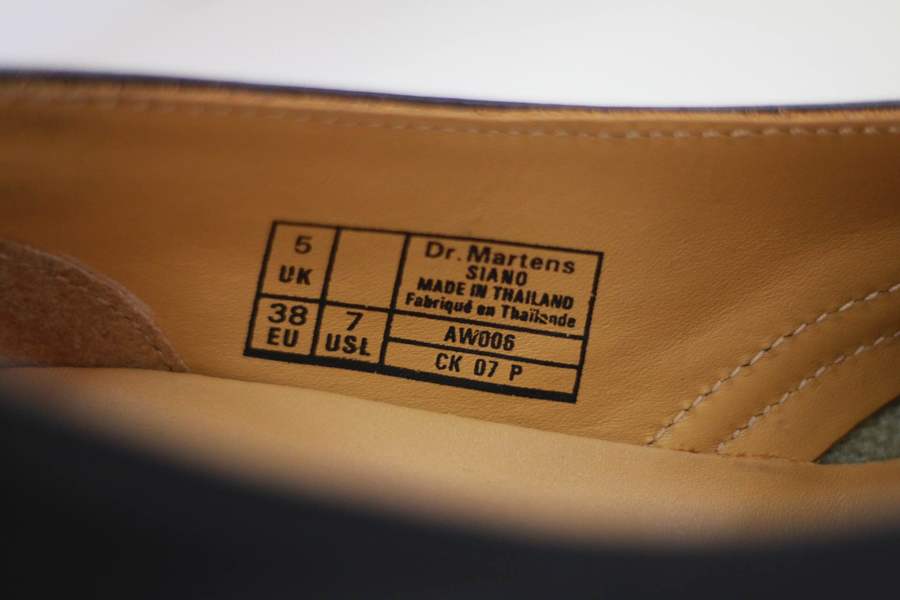 5
UK
38
EU
7
USL
Dr. Martens
SIANO
MADE IN THAILAND
Fabriqué en Thaïlande
AW006
CK 07 P